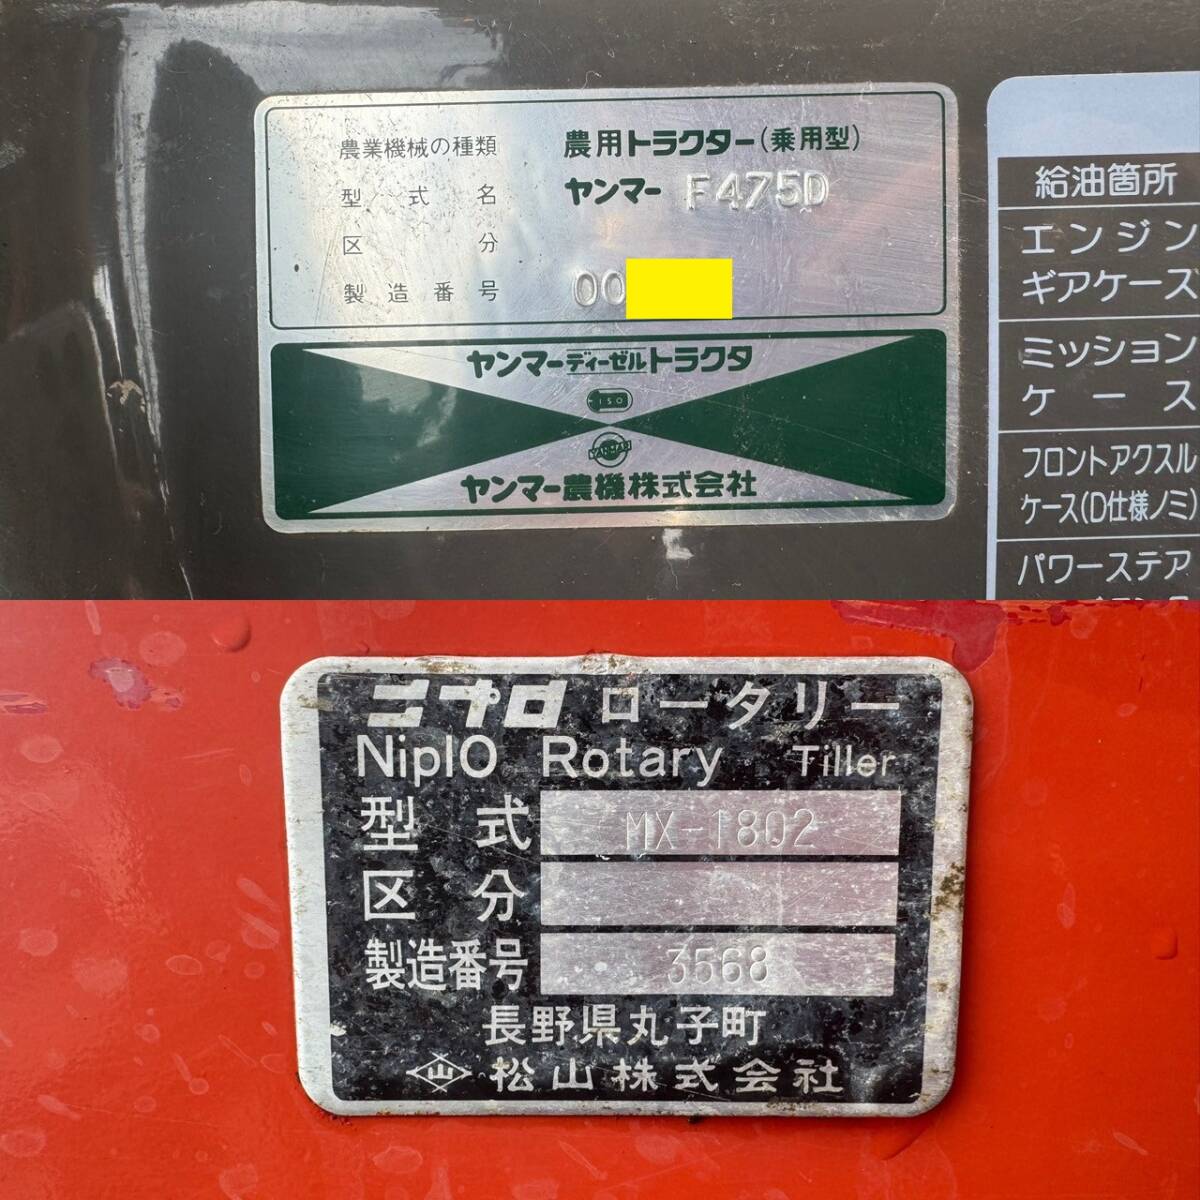 農業機械の種類 農用トラクター(乗用型)
型式名 ヤンマー F475D
区分
製造番号 00
ヤンマーディーゼルトラクタ
ISO
YANMAR
ヤンマー農機株式会社
給油箇所
エンジン
ギアケース
ミッション
ケース
フロントアクスル
ケース(D仕様ノミ)
パワーステア
ニプロ ロータリー
NiplO Rotary Tiller
型式 MX-1802
区分
製造番号 3568
長野県丸子町
山 松山株式会社